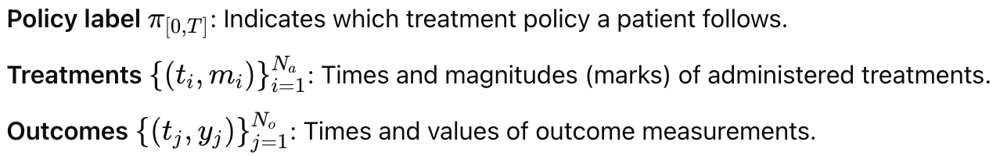 Policy label π_[0,T]: Indicates which treatment policy a patient follows.
Treatments {(t_i, m_i)}_{i=1}^{N_a}: Times and magnitudes (marks) of administered treatments.
Outcomes {(t_j, y_j)}_{j=1}^{N_o}: Times and values of outcome measurements.